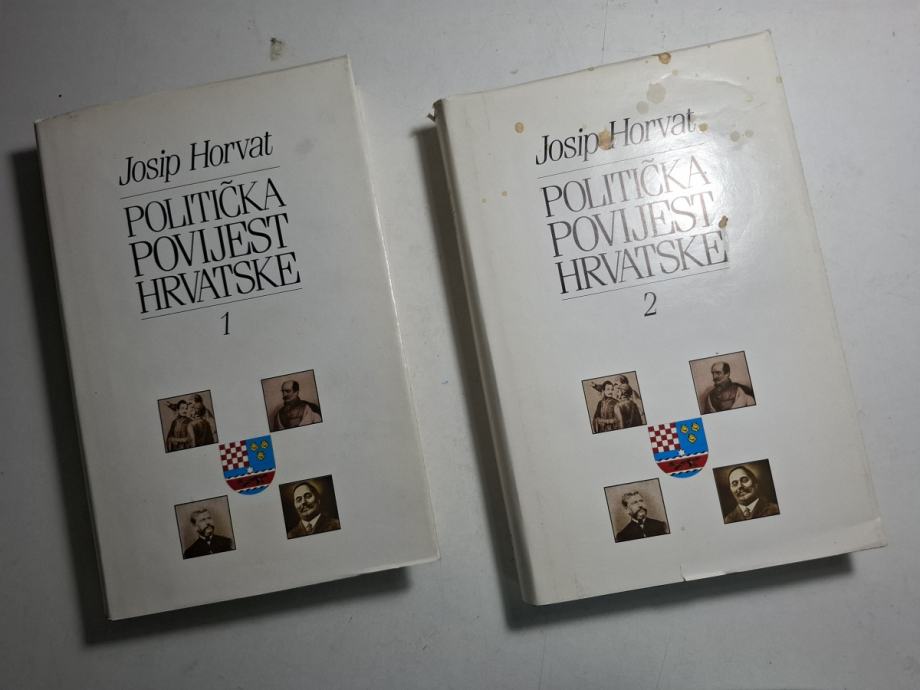 Josip Horvat
POLITIČKA
POVIJEST
HRVATSKE
1
Josip Horvat
POLITIČKA
POVIJEST
HRVATSKE
2